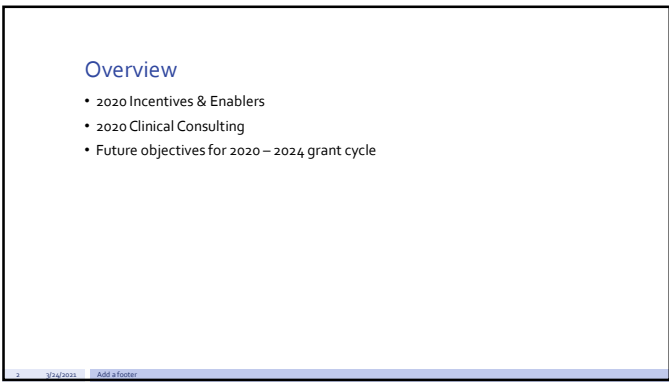 Overview
• 2020 Incentives & Enablers
• 2020 Clinical Consulting
• Future objectives for 2020 – 2024 grant cycle
2 3/24/2021 Add a footer